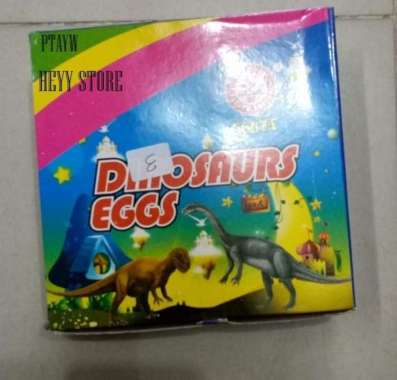 PTAYW
HEYY STORE
3
DINOSAURS
EGGS